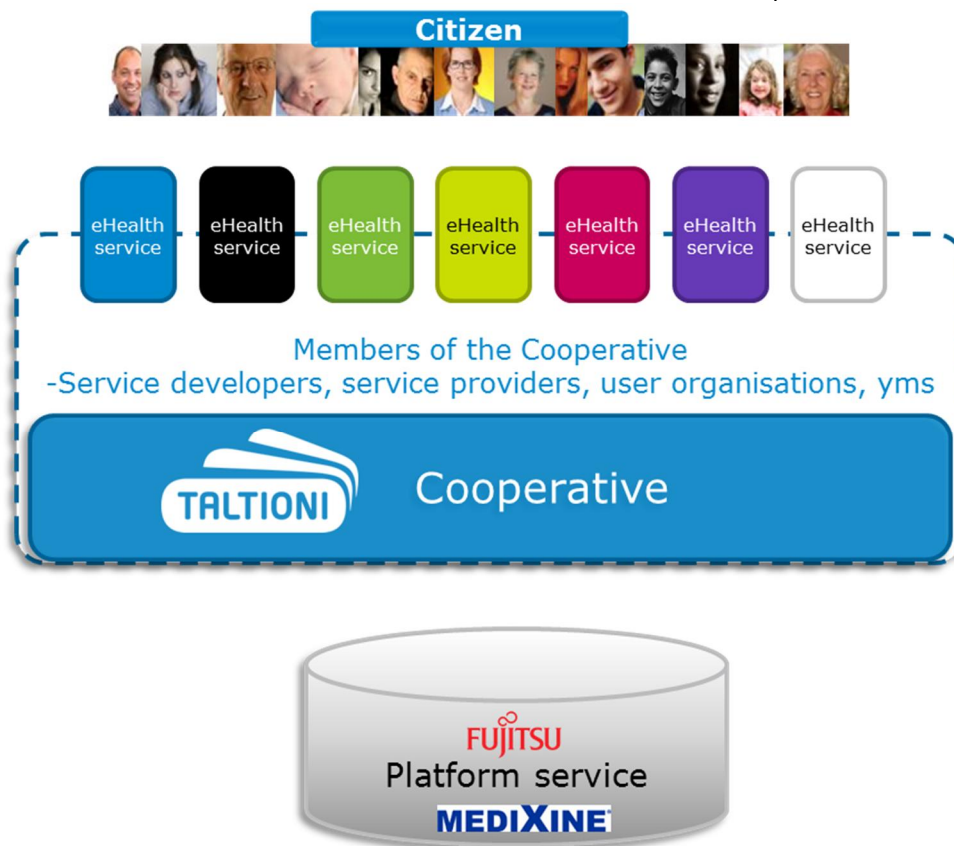 Citizen
eHealth service
eHealth service
eHealth service
eHealth service
eHealth service
eHealth service
eHealth service
Members of the Cooperative
-Service developers, service providers, user organisations, yms
TALTIONI
Cooperative
FUJITSU
Platform service
MEDIXINE